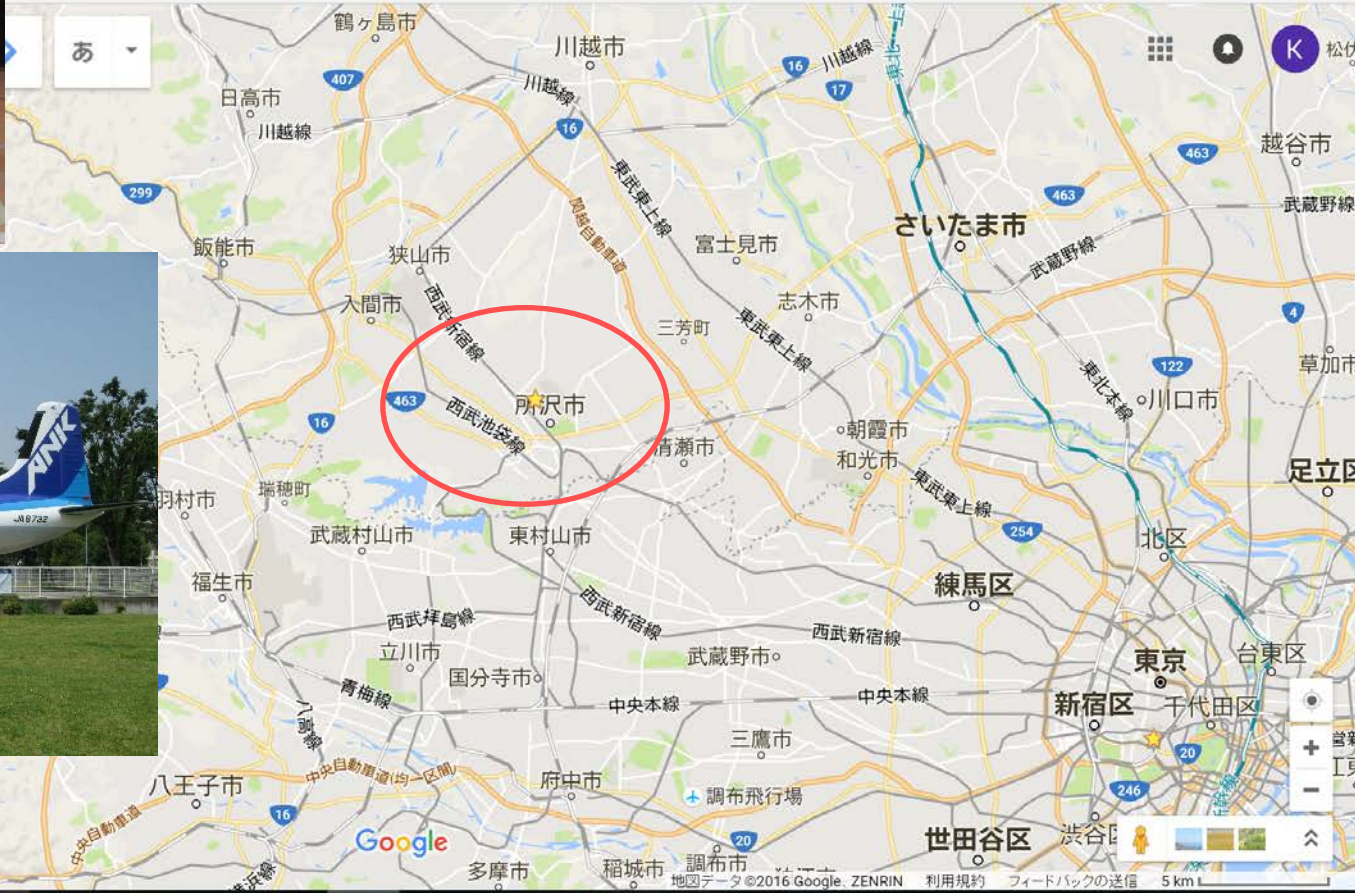 あ
鶴ヶ島市
川越市
川越線
16
K
407
17
日高市
川越線
川越線
16
越谷市
463
東武東上線
299
463
武蔵野線
関越自動車道
さいたま市
飯能市
狭山市
富士見市
武蔵野線
入間市
西武新宿線
志木市
三芳町
東武東上線
4
122
草加市
東北本線
463
所沢市
川口市
16
西武池袋線
清瀬市
朝霞市
和光市
ANK
足立区
羽村市
瑞穂町
東武東上線
JA8732
武蔵村山市
東村山市
254
北区
福生市
練馬区
西武新宿線
西武拝島線
西武新宿線
立川市
武蔵野市
東京
台東区
国分寺市
青梅線
中央本線
中央本線
新宿区
千代田区
八高線
三鷹市
20
中央自動車道(均一区間)
八王子市
府中市
調布飛行場
246
16
中央自動車道
Google
20
世田谷区
渋谷区
多摩市
稲城市
調布市
地図データ ©2016 Google, ZENRIN 利用規約 フィードバックの送信 5 km